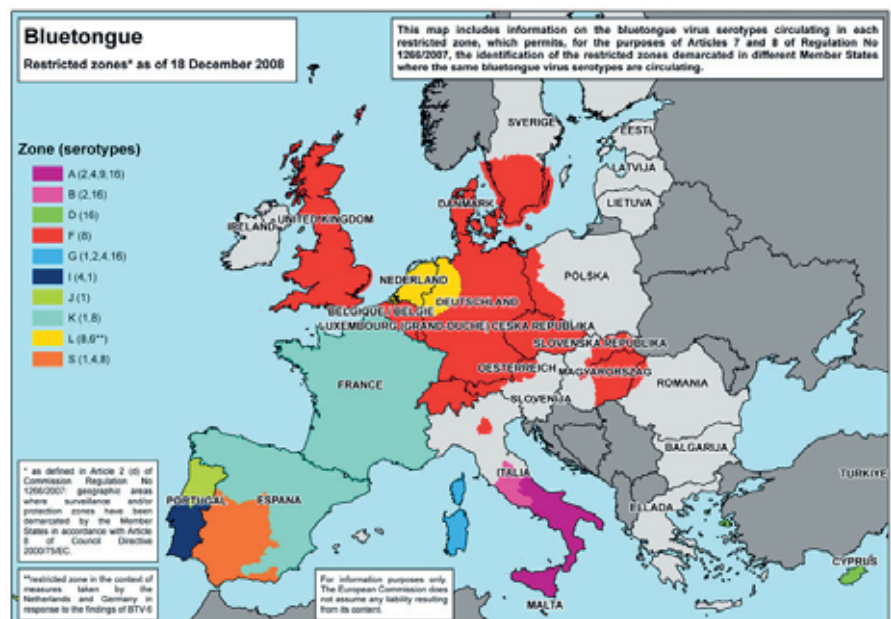 Bluetongue
Restricted zones* as of 18 December 2008
This map includes information on the bluetongue virus serotypes circulating in each
restricted zone, which permits, for the purposes of Articles 7 and 8 of Regulation No
1266/2007, the identification of the restricted zones demarcated in different Member States
where the same bluetongue virus serotypes are circulating.
Zone (serotypes)
A (2,4,9,16)
B (2,16)
D (16)
F (8)
G (1,2,4,16)
I (4,1)
J (1)
K (1,8)
L (8,6**)
S (1,4,8)
SVERIGE
EESTI
LATVIJA
LIETUVA
DANMARK
IRELAND
UNITED KINGDOM
NEDERLAND
POLSKA
DEUTSCHLAND
BELGIQUE / BELGIE
LUXEMBOURG (GRAND-DUCHE)
CESKA REPUBLIKA
SLOVENSKA REPUBLIKA
OESTERREICH
MAGYARORSZAG
FRANCE
SLOVENIJA
ROMANIA
BALGARIJA
ITALIA
PORTUGAL
ESPANA
ELLADA
TURKIYE
CYPRUS
MALTA
* as defined in Article 2 (d) of
Commission Regulation No
1266/2007: geographic areas
where surveillance and/or
protection zones have been
demarcated by the Member
States in accordance with Article
8 of Council Directive
2000/75/EC.
**restricted zone in the context of
measures taken by the
Netherlands and Germany in
response to the findings of BTV-6
For information purposes only.
The European Commission does
not assume any liability resulting
from its content.